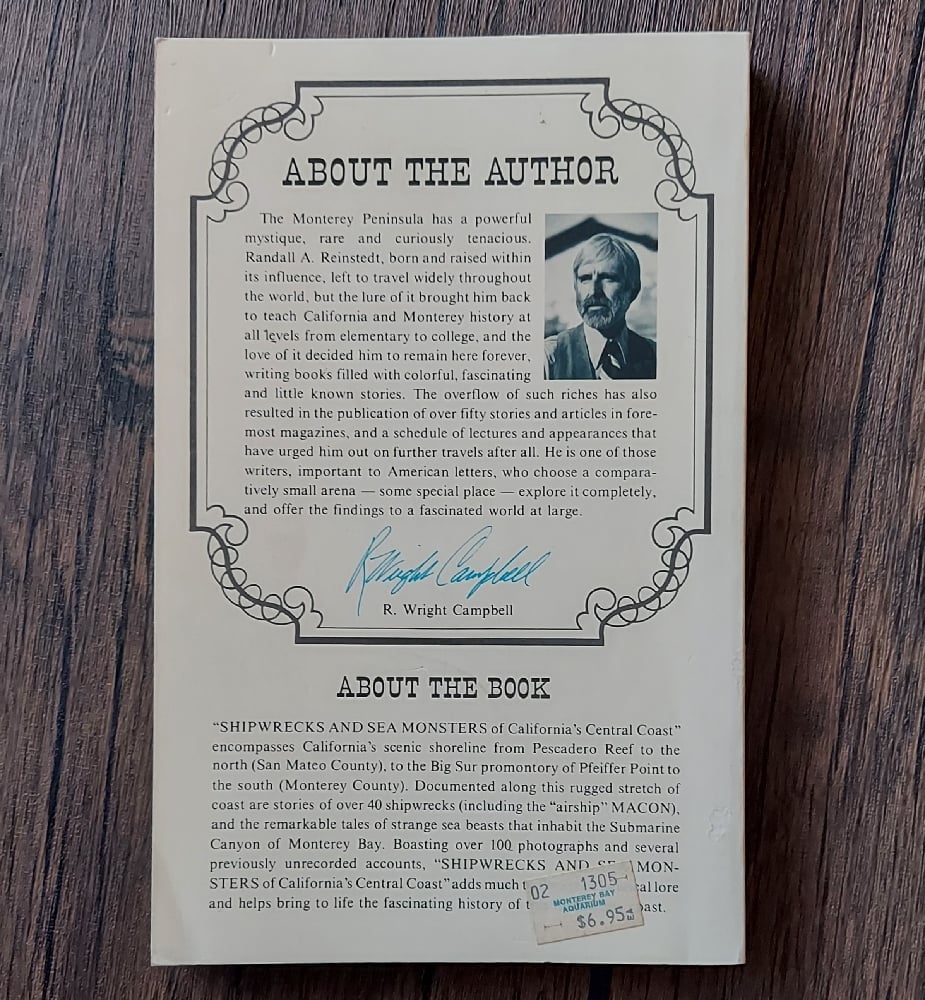 ABOUT THE AUTHOR
The Monterey Peninsula has a powerful
mystique, rare and curiously tenacious.
Randall A. Reinstedt, born and raised within
its influence, left to travel widely throughout
the world, but the lure of it brought him back
to teach California and Monterey history at
all levels from elementary to college, and the
love of it decided him to remain here forever,
writing books filled with colorful, fascinating
and little known stories. The overflow of such riches has also
resulted in the publication of over fifty stories and articles in fore-
most magazines, and a schedule of lectures and appearances that
have urged him out on further travels after all. He is one of those
writers, important to American letters, who choose a compara-
tively small arena — some special place — explore it completely,
and offer the findings to a fascinated world at large.
R Wright Campbell
R. Wright Campbell
ABOUT THE BOOK
“SHIPWRECKS AND SEA MONSTERS of California's Central Coast”
encompasses California's scenic shoreline from Pescadero Reef to the
north (San Mateo County), to the Big Sur promontory of Pfeiffer Point to
the south (Monterey County). Documented along this rugged stretch of
coast are stories of over 40 shipwrecks (including the “airship” MACON),
and the remarkable tales of strange sea beasts that inhabit the Submarine
Canyon of Monterey Bay. Boasting over 100 photographs and several
previously unrecorded accounts, “SHIPWRECKS AND MON-
STERS of California's Central Coast” adds much lore
and helps bring to life the fascinating history of
02 1305
MONTEREY BAY
AQUARIUM
$6.95